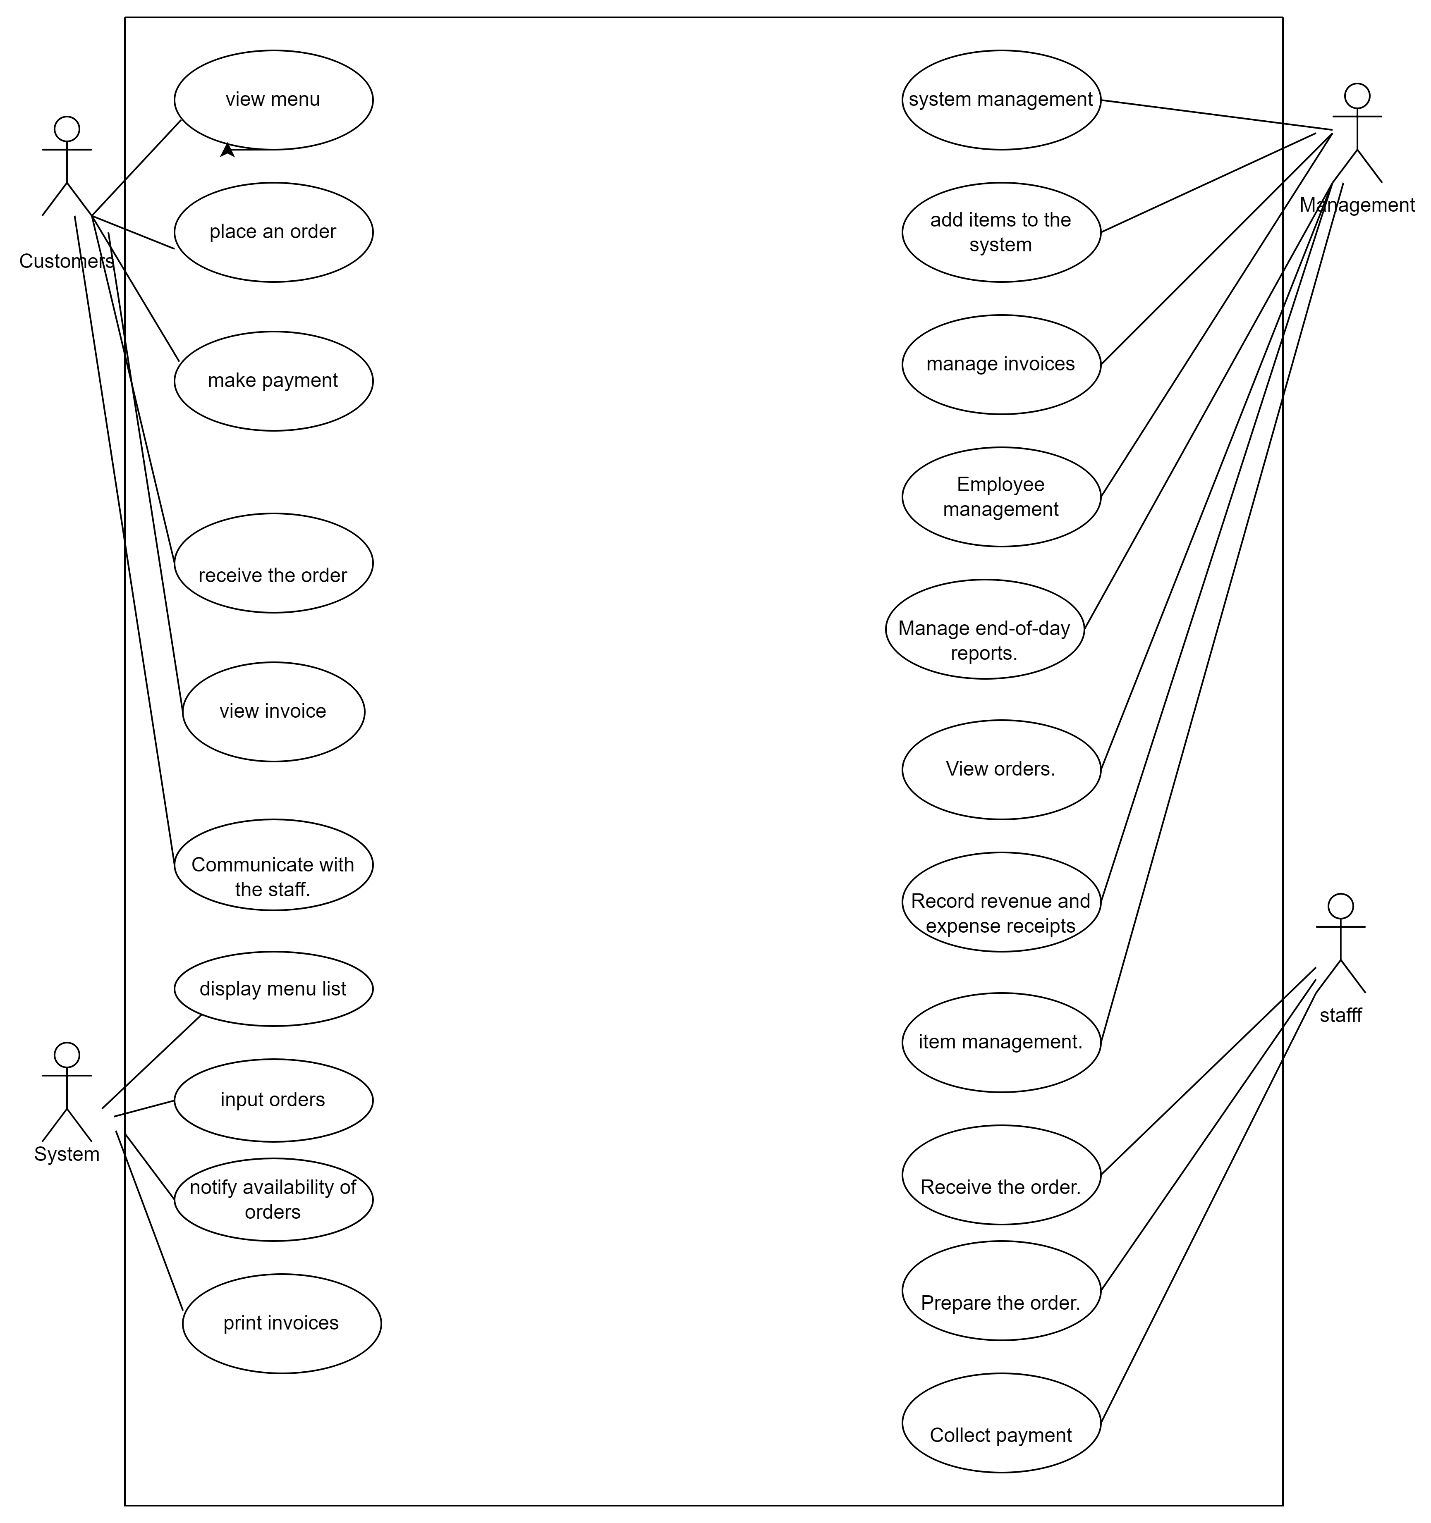 Customers
view menu
place an order
make payment
receive the order
view invoice
Communicate with
the staff.
System
display menu list
input orders
notify availability of
orders
print invoices
Management
system management
add items to the
system
manage invoices
Employee
management
Manage end-of-day
reports.
View orders.
Record revenue and
expense receipts
item management.
stafff
Receive the order.
Prepare the order.
Collect payment